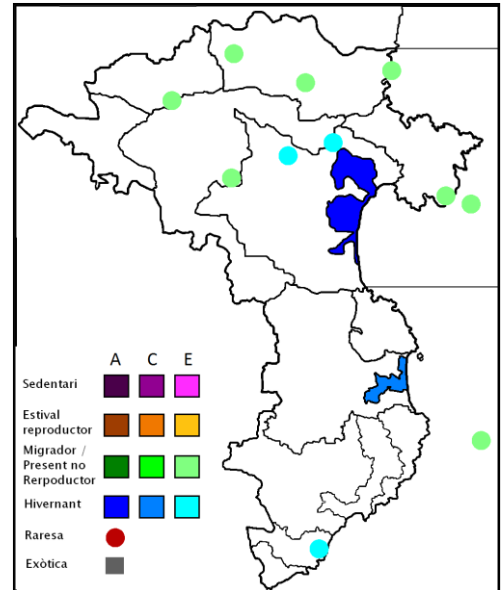 A C E
Sedentari
Estival
reproductor
Migrador /
Present no
Rerpoductor
Hivernant
Raresa
Exòtica